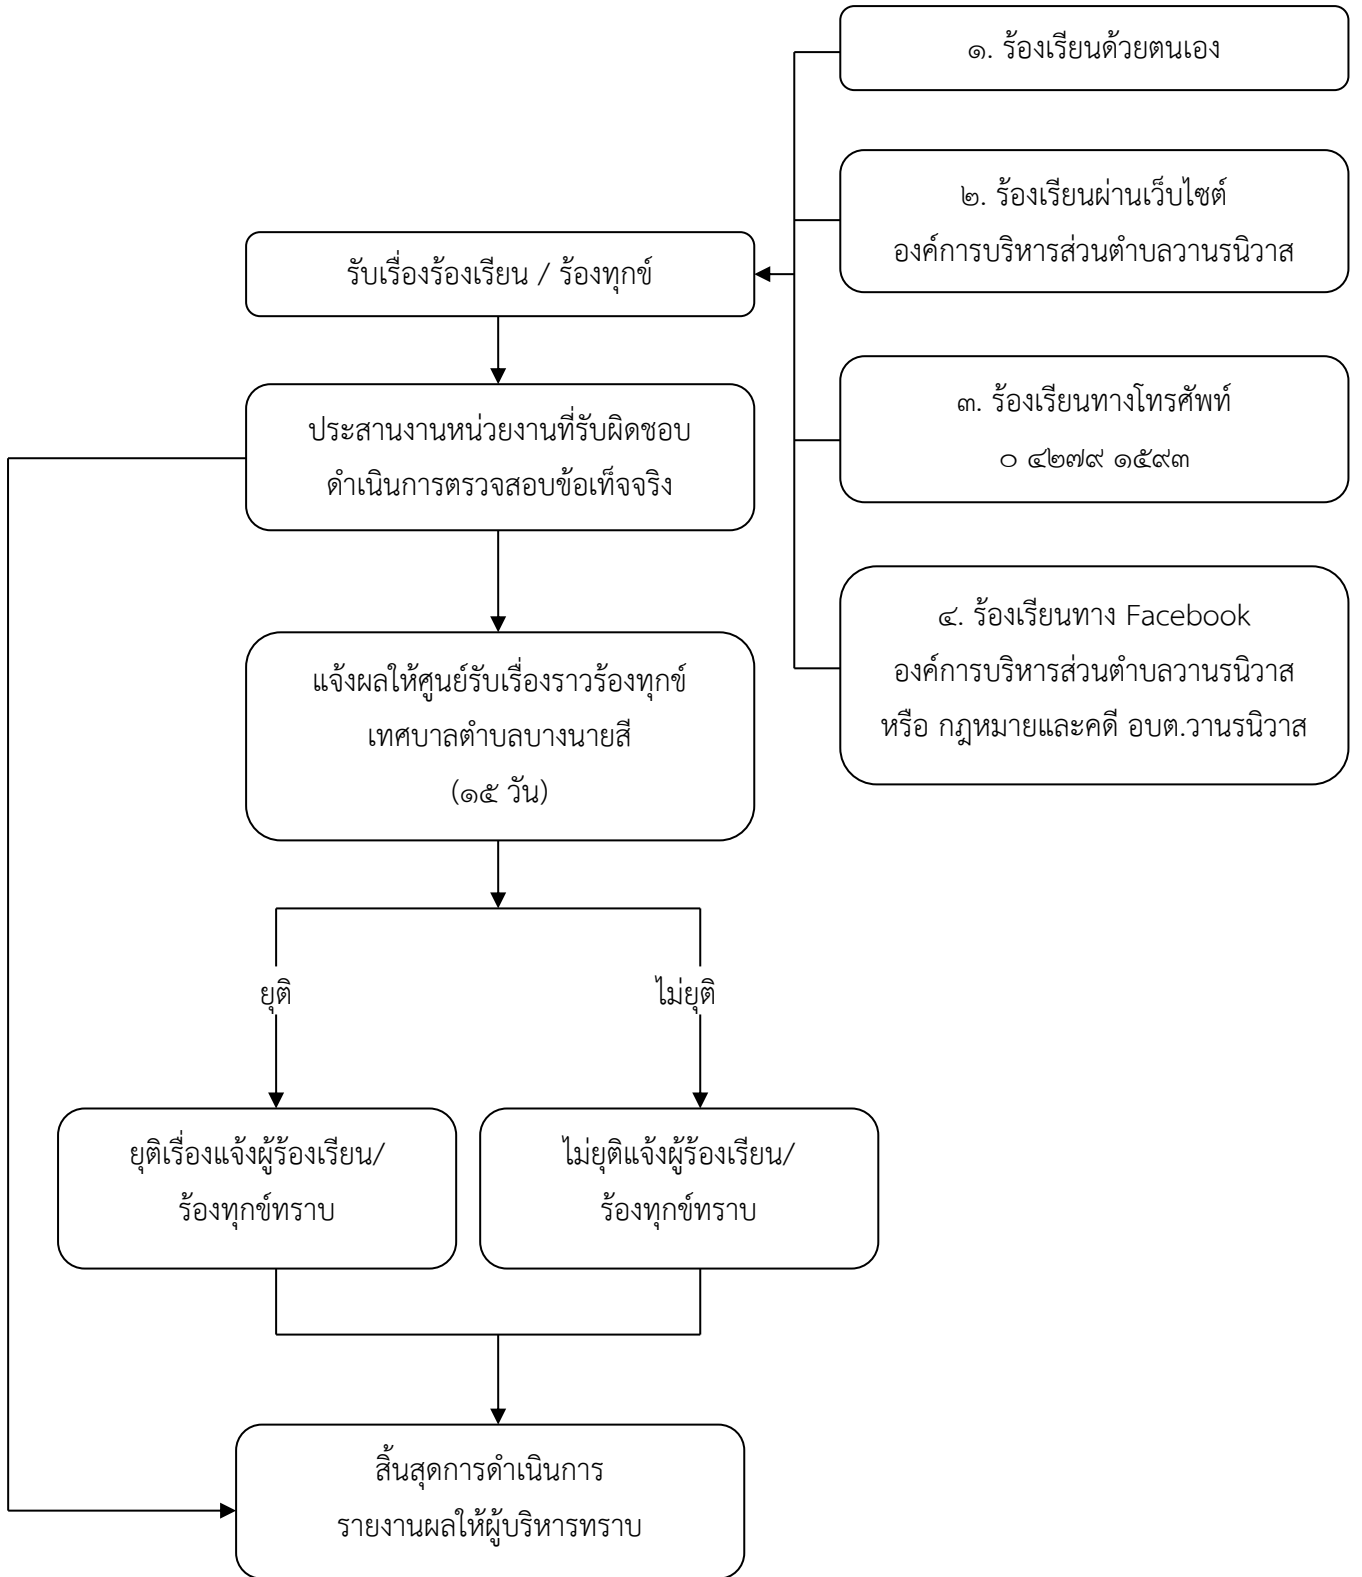 ๑. ร้องเรียนด้วยตนเอง
๒. ร้องเรียนผ่านเว็บไซต์
องค์การบริหารส่วนตำบลวานรนิวาส
รับเรื่องร้องเรียน / ร้องทุกข์
๓. ร้องเรียนทางโทรศัพท์
๐ ๔๒๗๙ ๑๕๙๓
ประสานงานหน่วยงานที่รับผิดชอบ
ดำเนินการตรวจสอบข้อเท็จจริง
๔. ร้องเรียนทาง Facebook
องค์การบริหารส่วนตำบลวานรนิวาส
หรือ กฎหมายและคดี อบต.วานรนิวาส
แจ้งผลให้ศูนย์รับเรื่องราวร้องทุกข์
เทศบาลตำบลบางนายสี
(๑๕ วัน)
ยุติ
ไม่ยุติ
ยุติเรื่องแจ้งผู้ร้องเรียน/
ร้องทุกข์ทราบ
ไม่ยุติแจ้งผู้ร้องเรียน/
ร้องทุกข์ทราบ
สิ้นสุดการดำเนินการ
รายงานผลให้ผู้บริหารทราบ